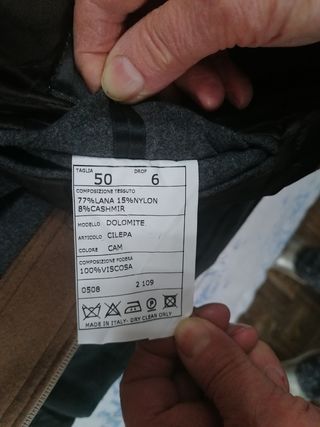 TAGLIA DROP
50 6
COMPOSIZIONE TESSUTO
77%LANA 15%NYLON
8%CASHMIR
MODELLO DOLOMITE
ARTICOLO CILEPA
COLORE CAM
COMPOSIZIONE FODERA
100%VISCOSA
0508 2 109
MADE IN ITALY- DRY CLEAN ONLY